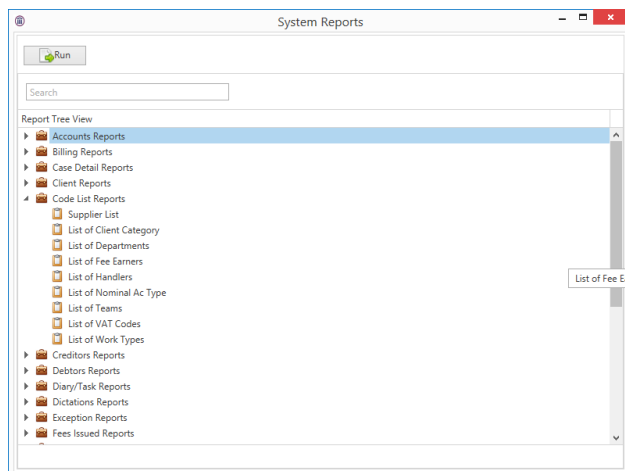 System Reports
Run
Search
Report Tree View
Accounts Reports
Billing Reports
Case Detail Reports
Client Reports
Code List Reports
Supplier List
List of Client Category
List of Departments
List of Fee Earners
List of Handlers
List of Fee E
List of Nominal Ac Type
List of Teams
List of VAT Codes
List of Work Types
Creditors Reports
Debtors Reports
Diary/Task Reports
Dictations Reports
Exception Reports
Fees Issued Reports